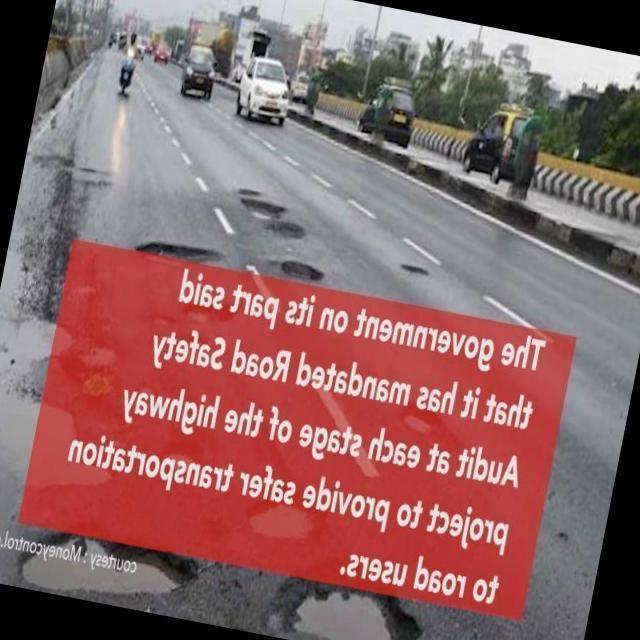 The government on its part said
that it has mandated Road Safety
Audit at each stage of the highway
project to provide safer transportation
to road users.
courtesy : Moneycontrol.